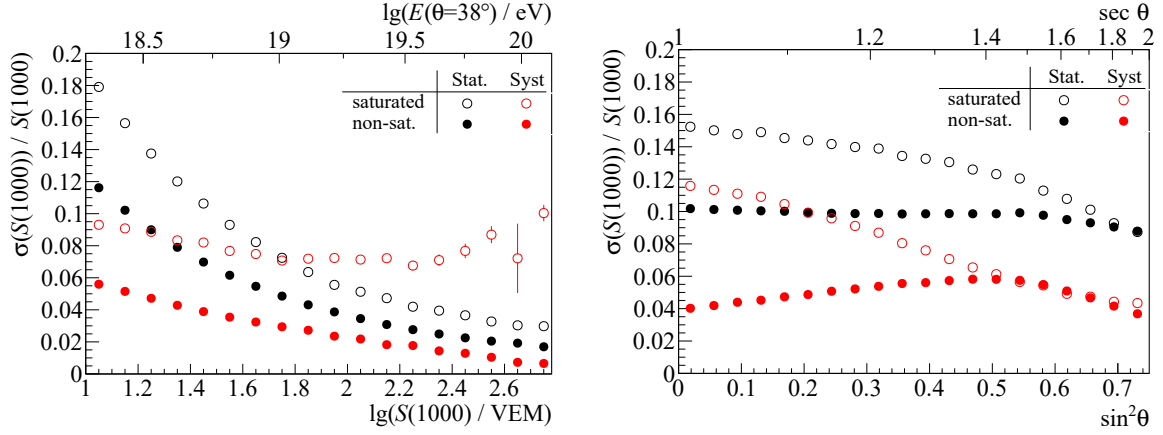 lg(E(θ=38°) / eV)
18.5 19 19.5 20
σ(S(1000)) / S(1000)
0.2
0.18
0.16
0.14
0.12
0.1
0.08
0.06
0.04
0.02
0
Stat. Syst
saturated
non-sat.
1 1.2 1.4 1.6 1.8 2 2.2 2.4 2.6
lg(S(1000) / VEM)
sec θ
1 1.2 1.4 1.6 1.8 2
σ(S(1000)) / S(1000)
0.2
0.18
0.16
0.14
0.12
0.1
0.08
0.06
0.04
0.02
0
Stat. Syst
saturated
non-sat.
0 0.1 0.2 0.3 0.4 0.5 0.6 0.7
sin²θ